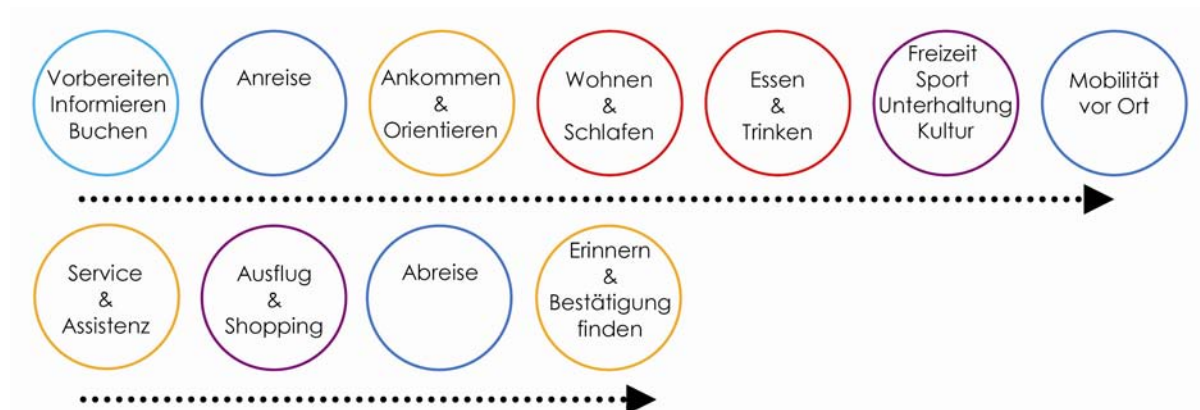 Vorbereiten
Informieren
Buchen
Anreise
Ankommen
&
Orientieren
Wohnen
&
Schlafen
Essen
&
Trinken
Freizeit
Sport
Unterhaltung
Kultur
Mobilität
vor Ort
Service
&
Assistenz
Ausflug
&
Shopping
Abreise
Erinnern
&
Bestätigung
finden